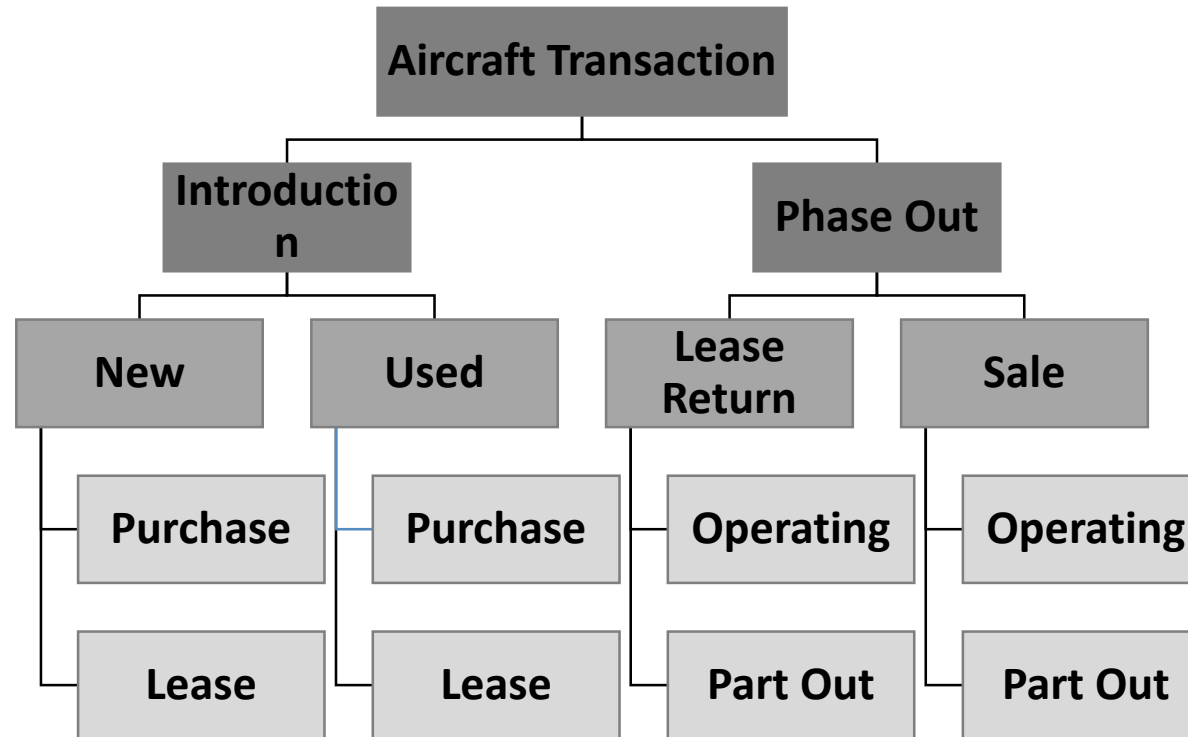 Aircraft Transaction
Introductio
n
Phase Out
New
Used
Lease
Return
Sale
Purchase
Purchase
Operating
Operating
Lease
Lease
Part Out
Part Out